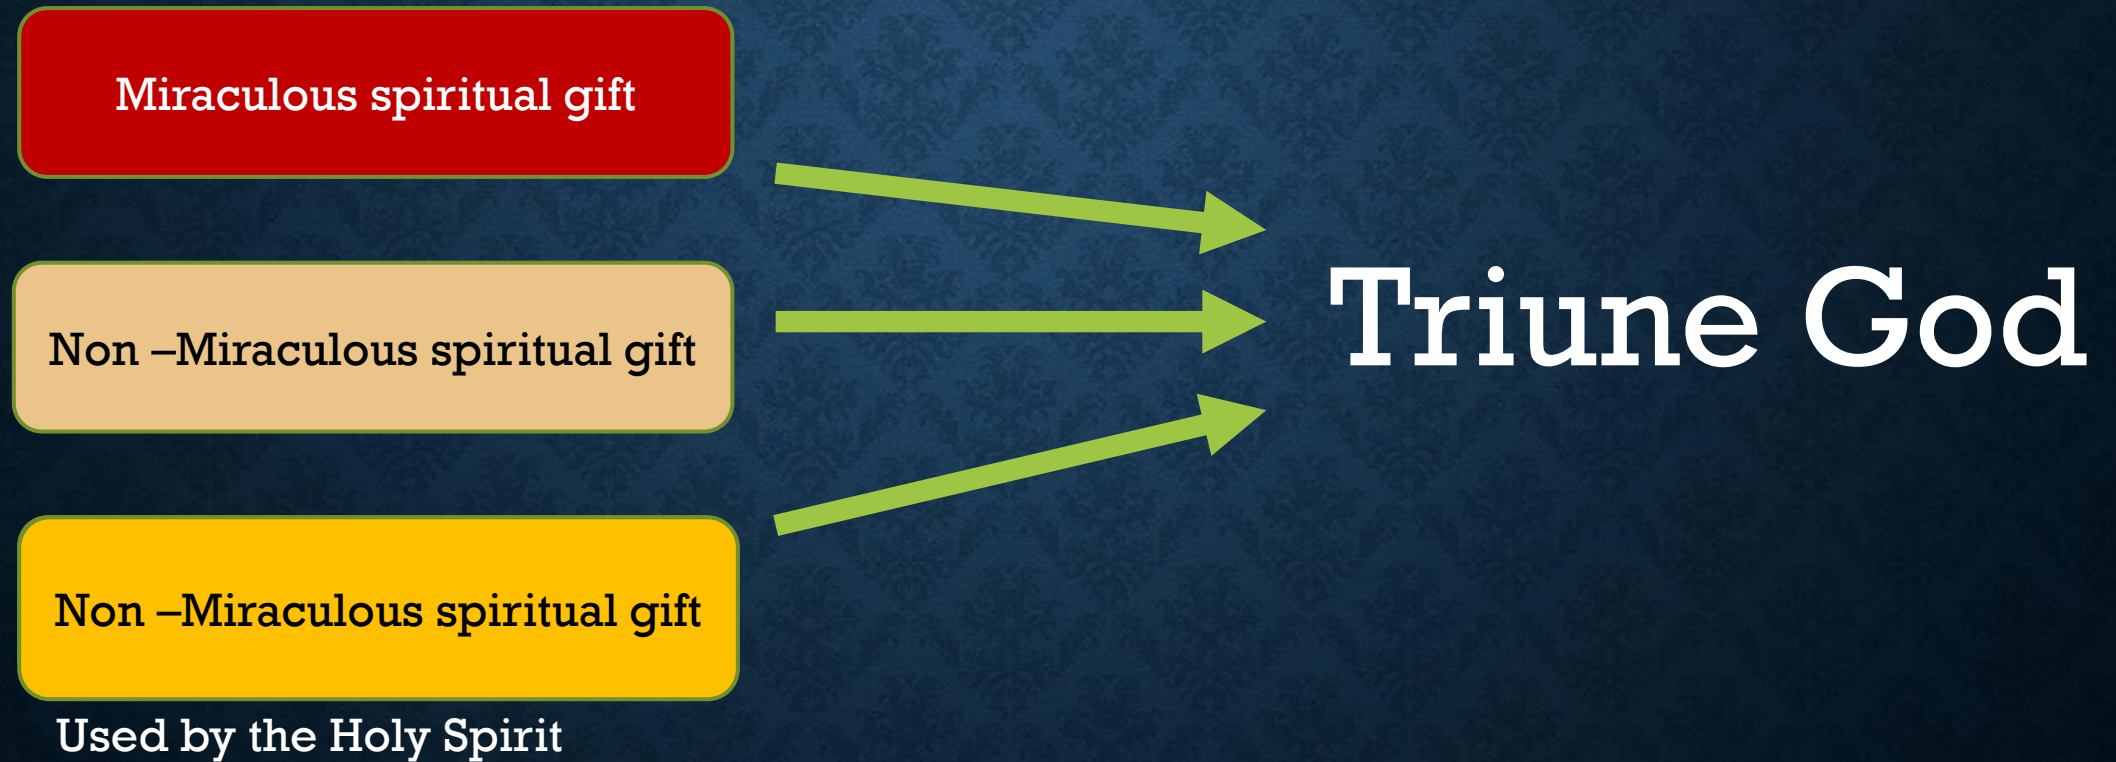 Miraculous spiritual gift
Non –Miraculous spiritual gift
Triune God
Non –Miraculous spiritual gift
Used by the Holy Spirit